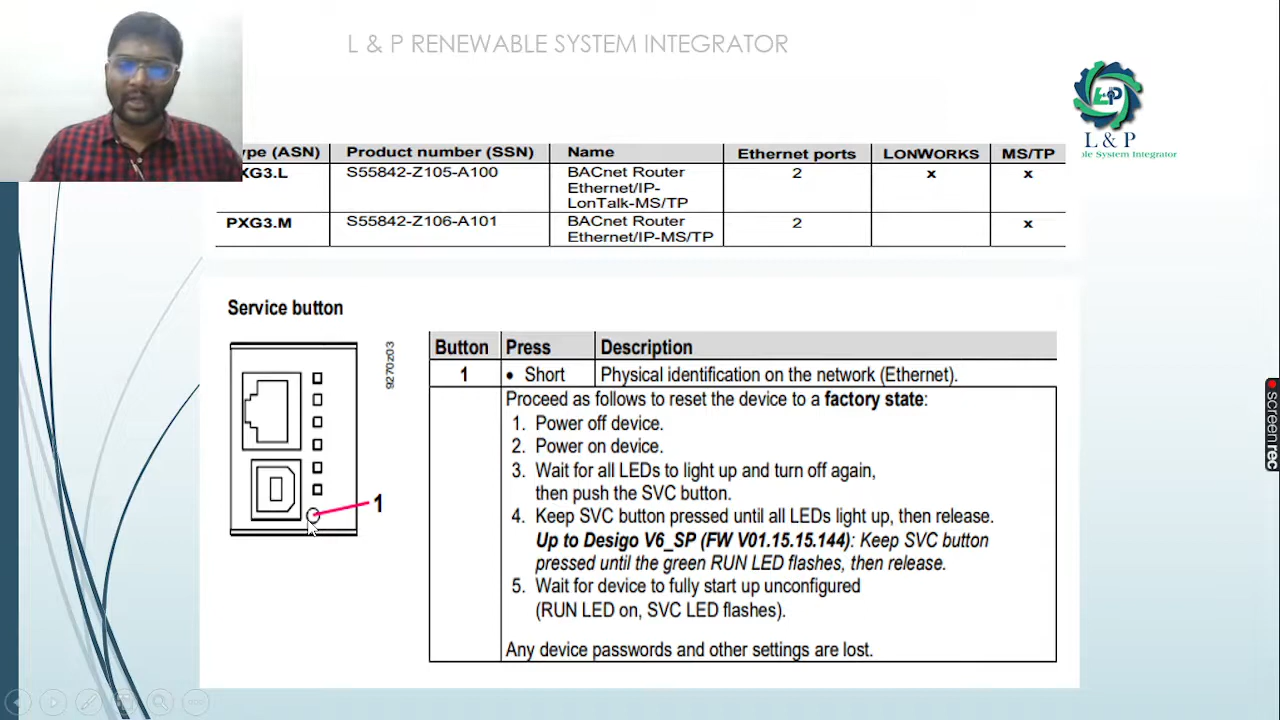 L & P RENEWABLE SYSTEM INTEGRATOR
L & P
le System Integrator
ype (ASN) Product number (SSN) Name Ethernet ports LONWORKS MS/TP
XG3.L S55842-Z105-A100 BACnet Router 2 x x
Ethernet/IP-
LonTalk-MS/TP
PXG3.M S55842-Z106-A101 BACnet Router 2 x
Ethernet/IP-MS/TP
Service button
9270z03
1
Button Press Description
1 • Short Physical identification on the network (Ethernet).
Proceed as follows to reset the device to a factory state:
1. Power off device.
2. Power on device.
3. Wait for all LEDs to light up and turn off again,
then push the SVC button.
4. Keep SVC button pressed until all LEDs light up, then release.
Up to Desigo V6_SP (FW V01.15.15.144): Keep SVC button
pressed until the green RUN LED flashes, then release.
5. Wait for device to fully start up unconfigured
(RUN LED on, SVC LED flashes).
Any device passwords and other settings are lost.
screenrec